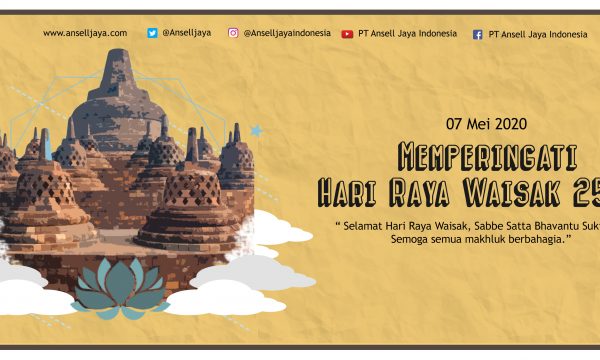 www.anselljaya.com @Anselljaya @Anselljayaindonesia PT Ansell Jaya Indonesia PT Ansell Jaya Indonesia
07 Mei 2020
Memperingati
Hari Raya Waisak 25
“ Selamat Hari Raya Waisak, Sabbe Satta Bhavantu
Semoga semua makhluk berbahagia.”